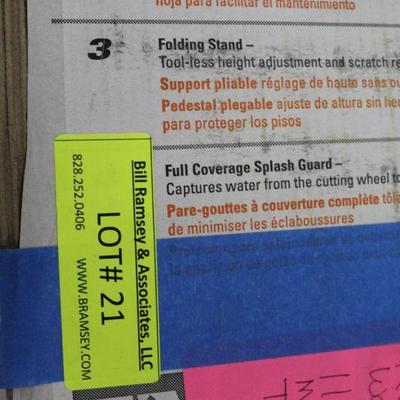 hoja para facilitar el mantenimiento
3
Folding Stand –
Tool-less height adjustment and scratch re
Support pliable réglage de haute sans ou
Pedestal plegable ajuste de altura sin her
para proteger los pisos
Full Coverage Splash Guard –
Captures water from the cutting wheel to
Pare-gouttes à couverture complète tôl
de minimiser les éclaboussures
Bill Ramsey & Associates, LLC
LOT# 21
828.252.0406 WWW.BRAMSEY.COM